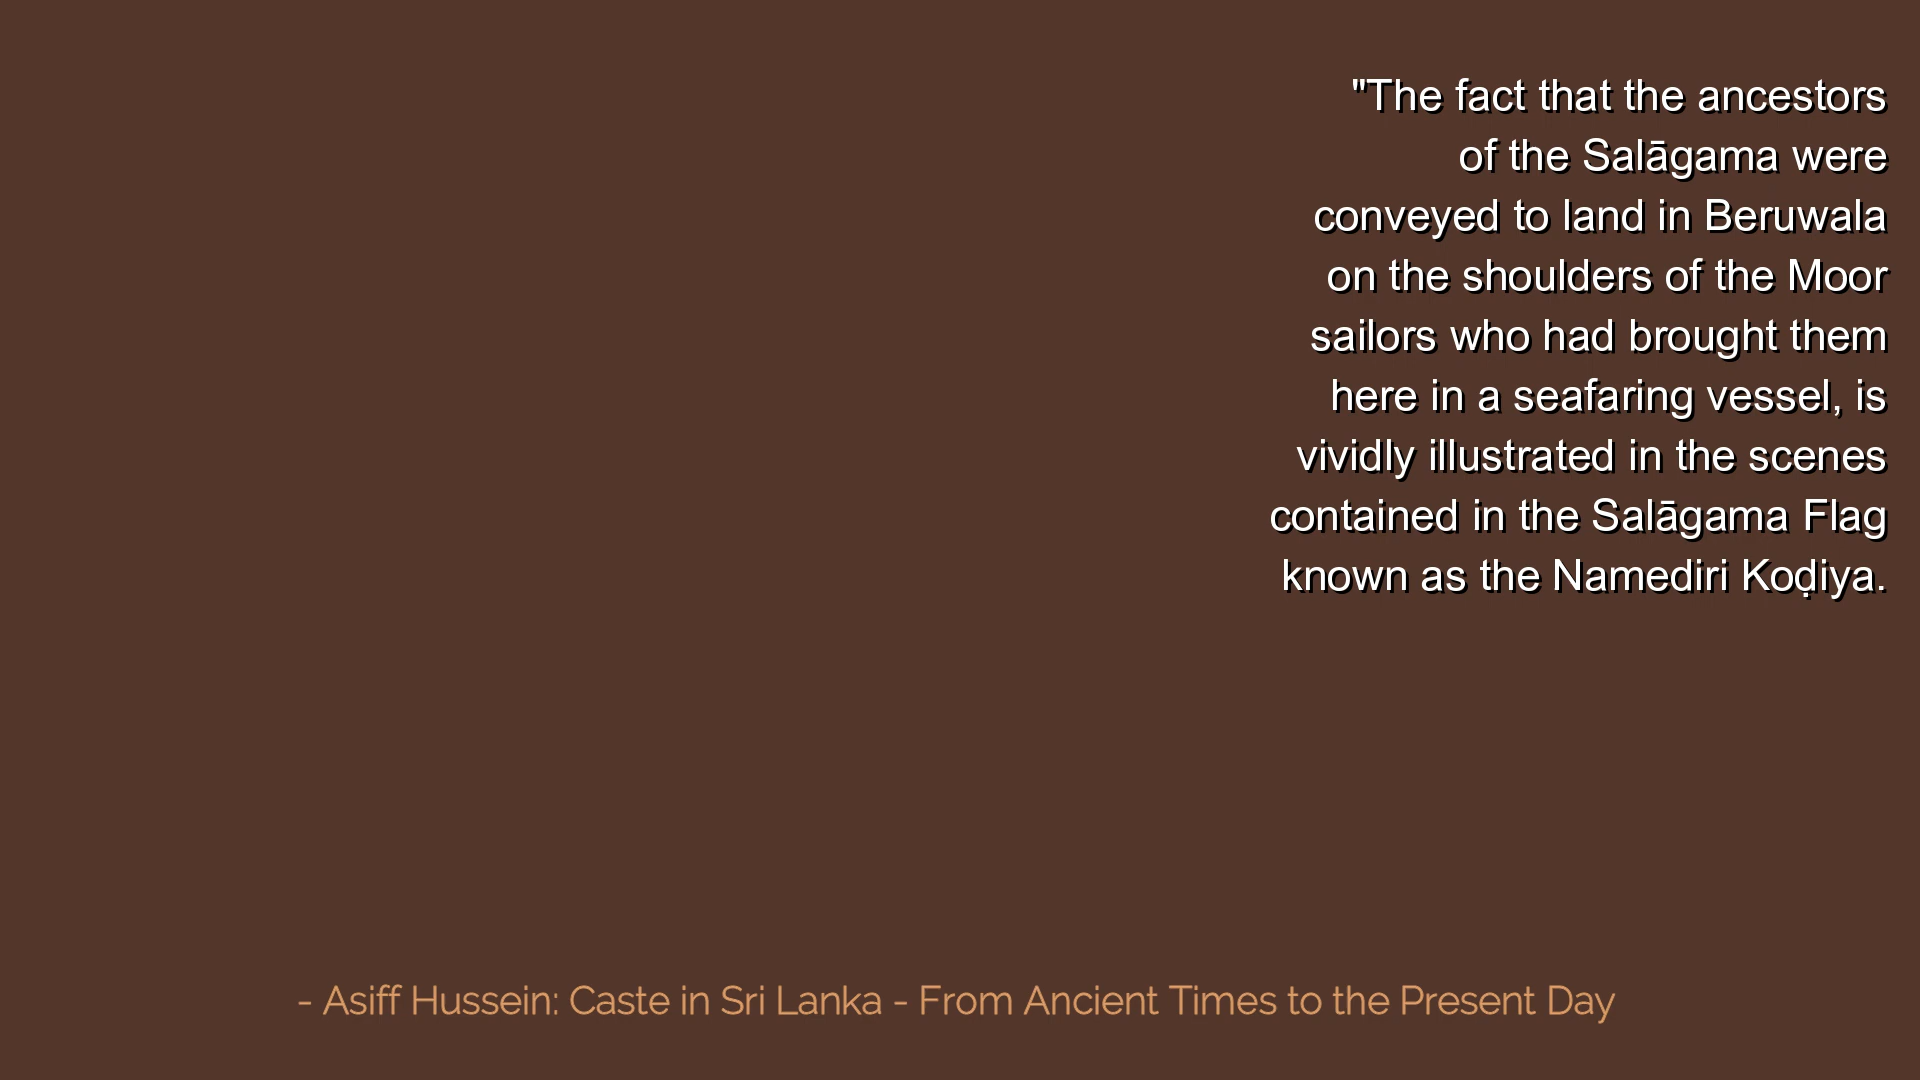 "The fact that the ancestors
of the Salāgama were
conveyed to land in Beruwala
on the shoulders of the Moor
sailors who had brought them
here in a seafaring vessel, is
vividly illustrated in the scenes
contained in the Salāgama Flag
known as the Namediri Koḍiya.
- Asiff Hussein: Caste in Sri Lanka - From Ancient Times to the Present Day